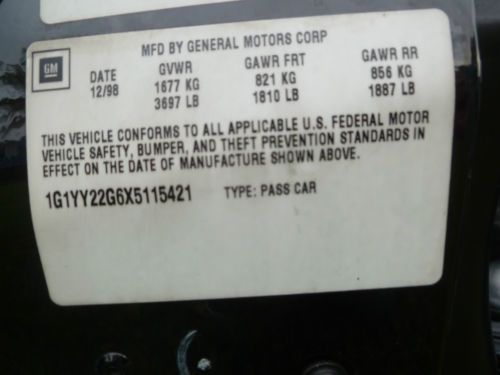 MFD BY GENERAL MOTORS CORP
GM
DATE GVWR GAWR FRT GAWR RR
12/98 1677 KG 821 KG 856 KG
3697 LB 1810 LB 1887 LB
THIS VEHICLE CONFORMS TO ALL APPLICABLE U.S. FEDERAL MOTOR
VEHICLE SAFETY, BUMPER, AND THEFT PREVENTION STANDARDS IN
EFFECT ON THE DATE OF MANUFACTURE SHOWN ABOVE.
1G1YY22G6X5115421 TYPE: PASS CAR